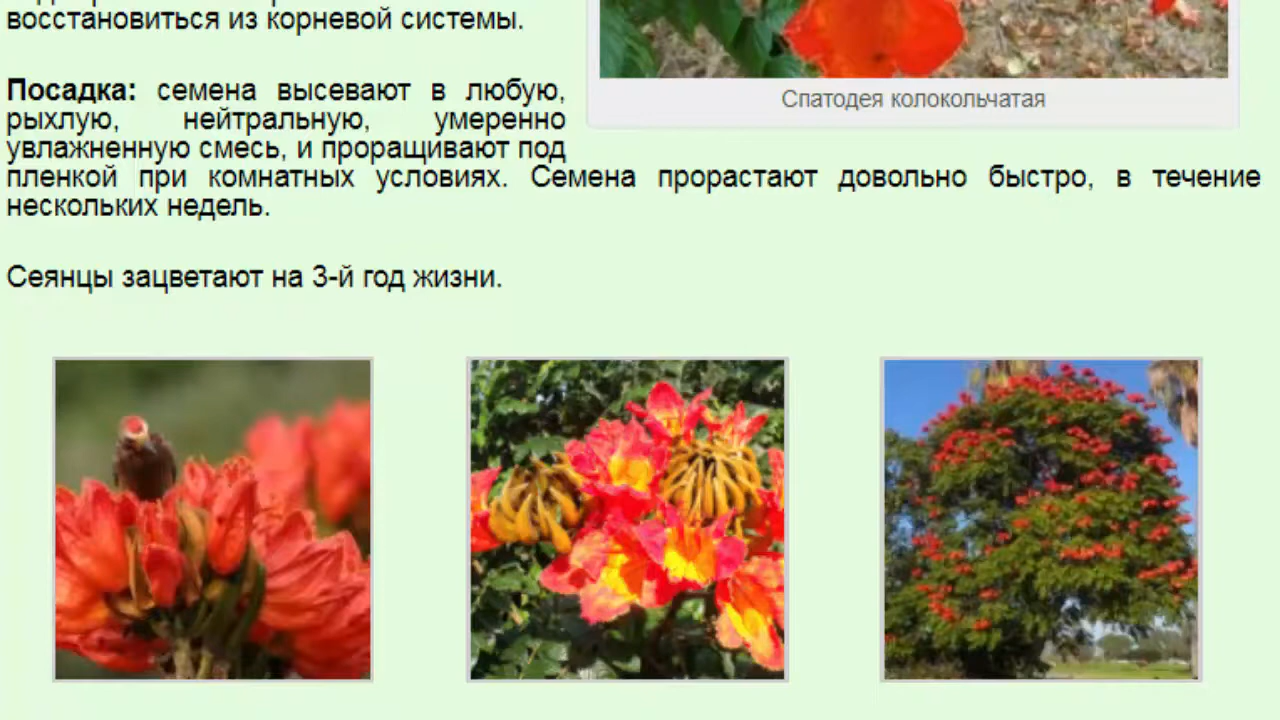 восстановиться из корневой системы.
Спатодея колокольчатая
Посадка: семена высевают в любую,
рыхлую, нейтральную, умеренно
увлажненную смесь, и проращивают под
пленкой при комнатных условиях. Семена прорастают довольно быстро, в течение
нескольких недель.
Сеянцы зацветают на 3-й год жизни.